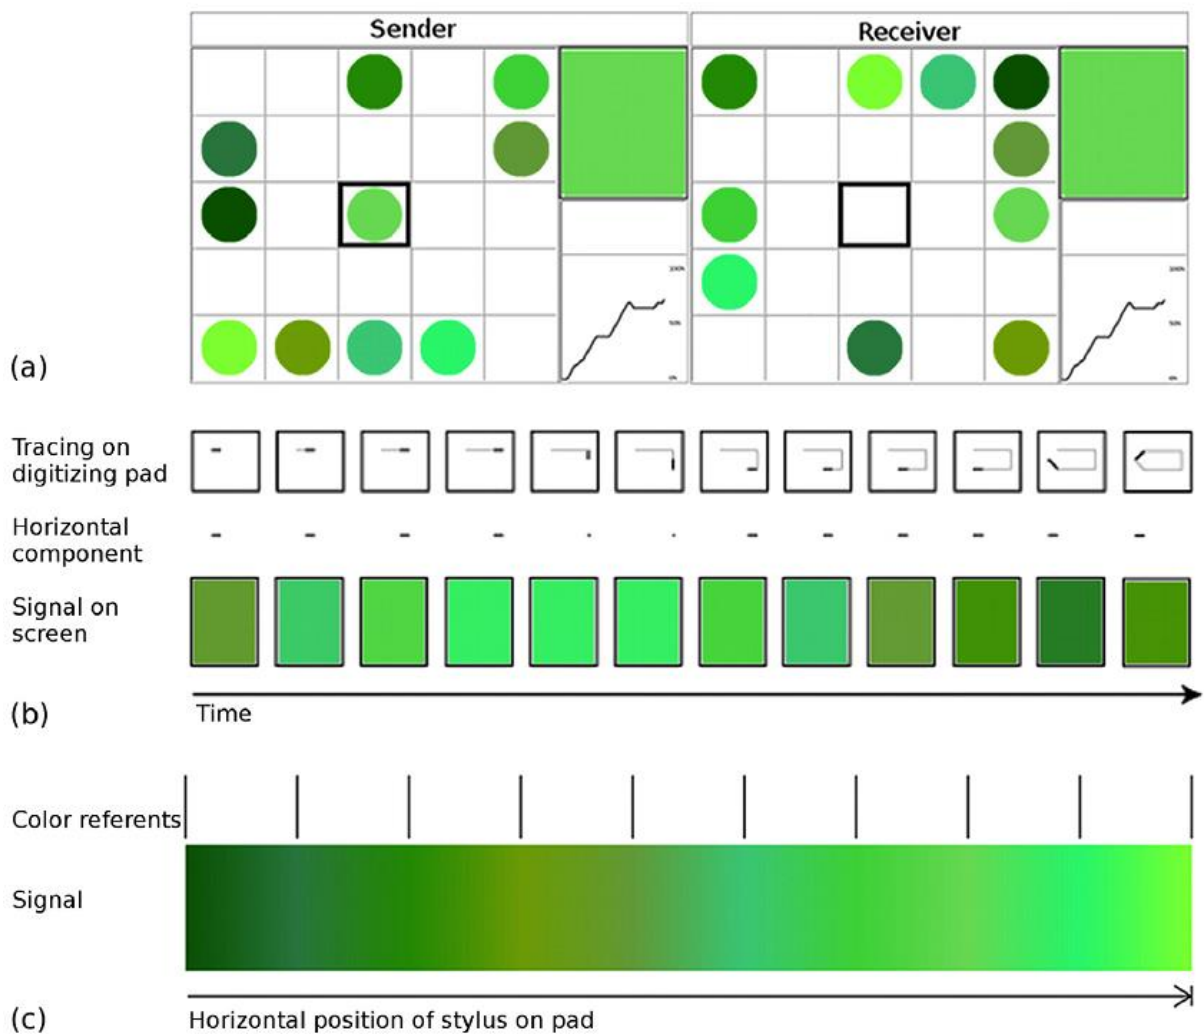 Sender
Receiver
100%
50%
0%
100%
50%
0%
(a)
Tracing on
digitizing pad
Horizontal
component
Signal on
screen
(b)
Time
Color referents
Signal
(c)
Horizontal position of stylus on pad